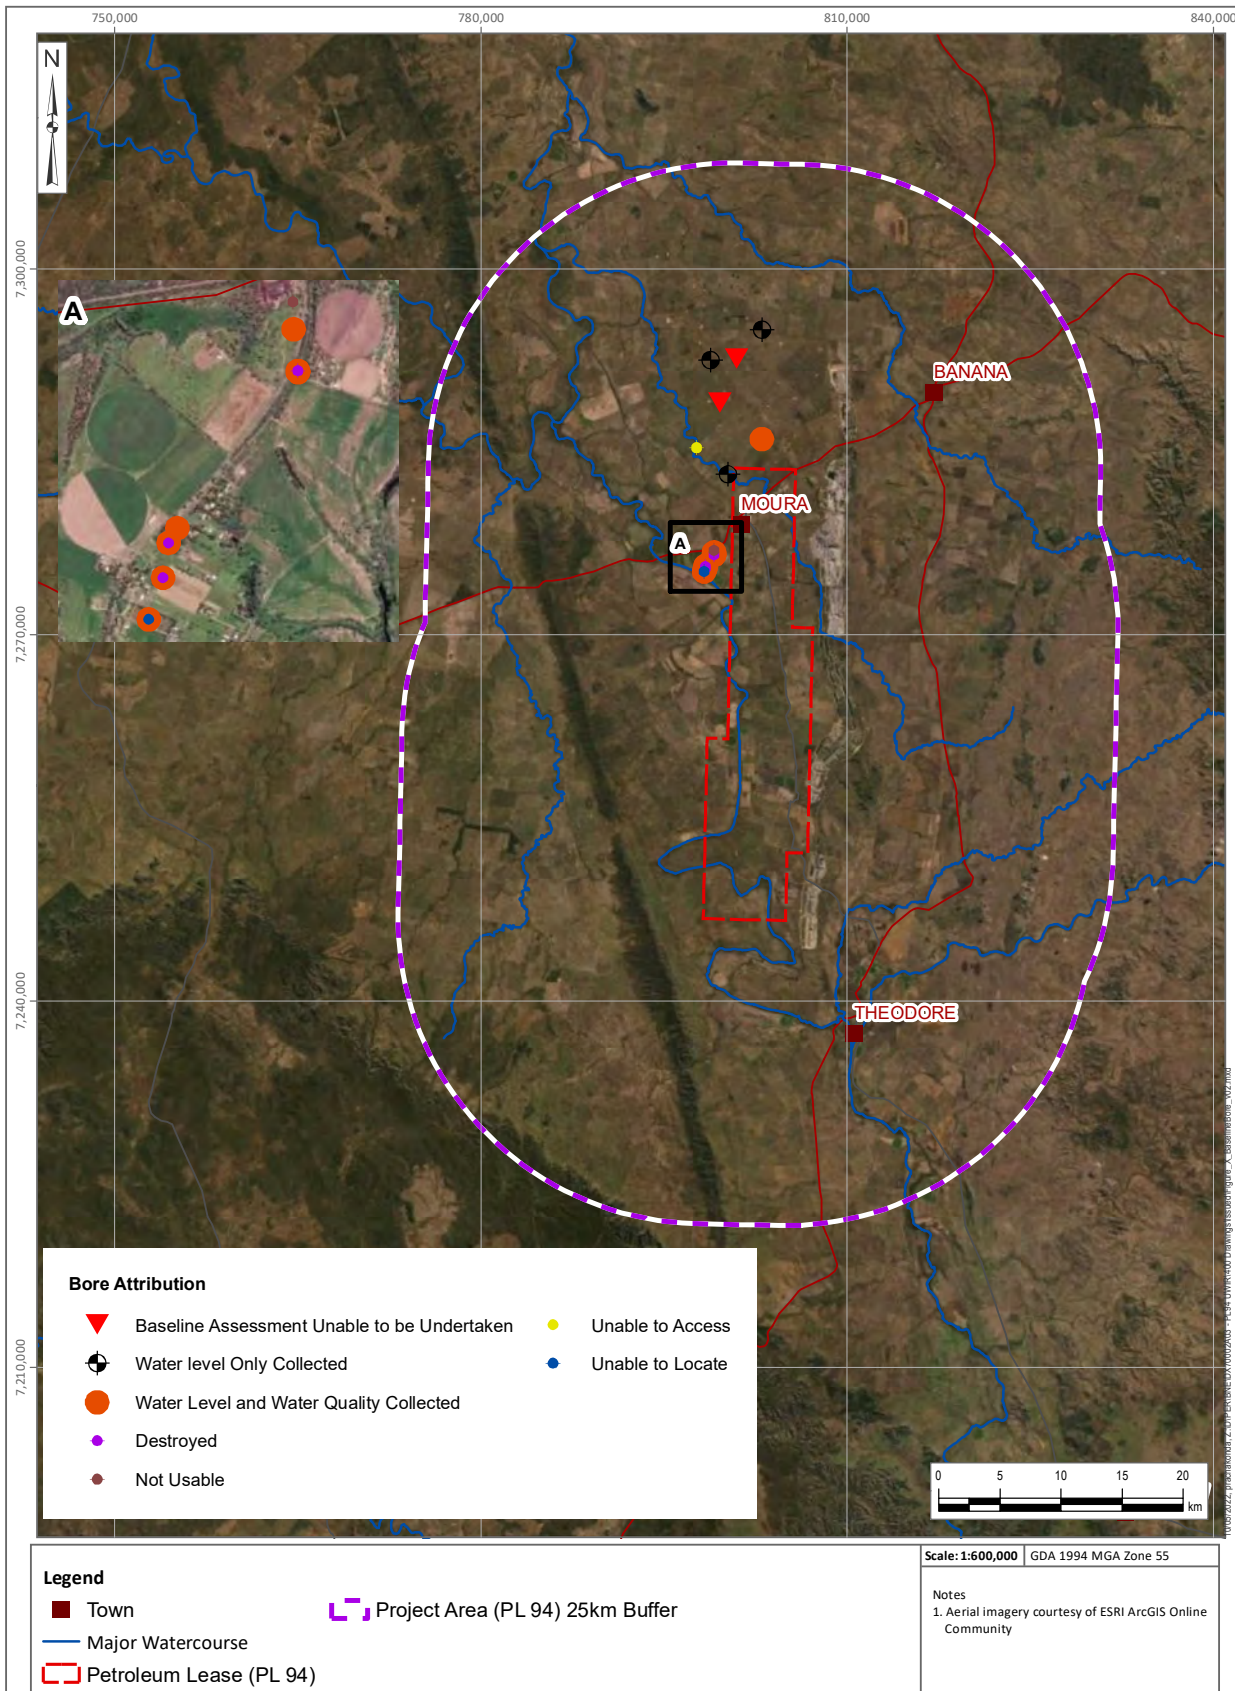 750,000 780,000 810,000 840,000
N
7,300,000
A
BANANA
MOURA
A
7,270,000
7,240,000
THEODORE
7,210,000
Bore Attribution
Baseline Assessment Unable to be Undertaken
Water level Only Collected
Water Level and Water Quality Collected
Destroyed
Not Usable
Unable to Access
Unable to Locate
0 5 10 15 20
km
Legend
Town
Major Watercourse
Petroleum Lease (PL 94)
Project Area (PL 94) 25km Buffer
Scale: 1:600,000 GDA 1994 MGA Zone 55
Notes
1. Aerial imagery courtesy of ESRI ArcGIS Online
Community